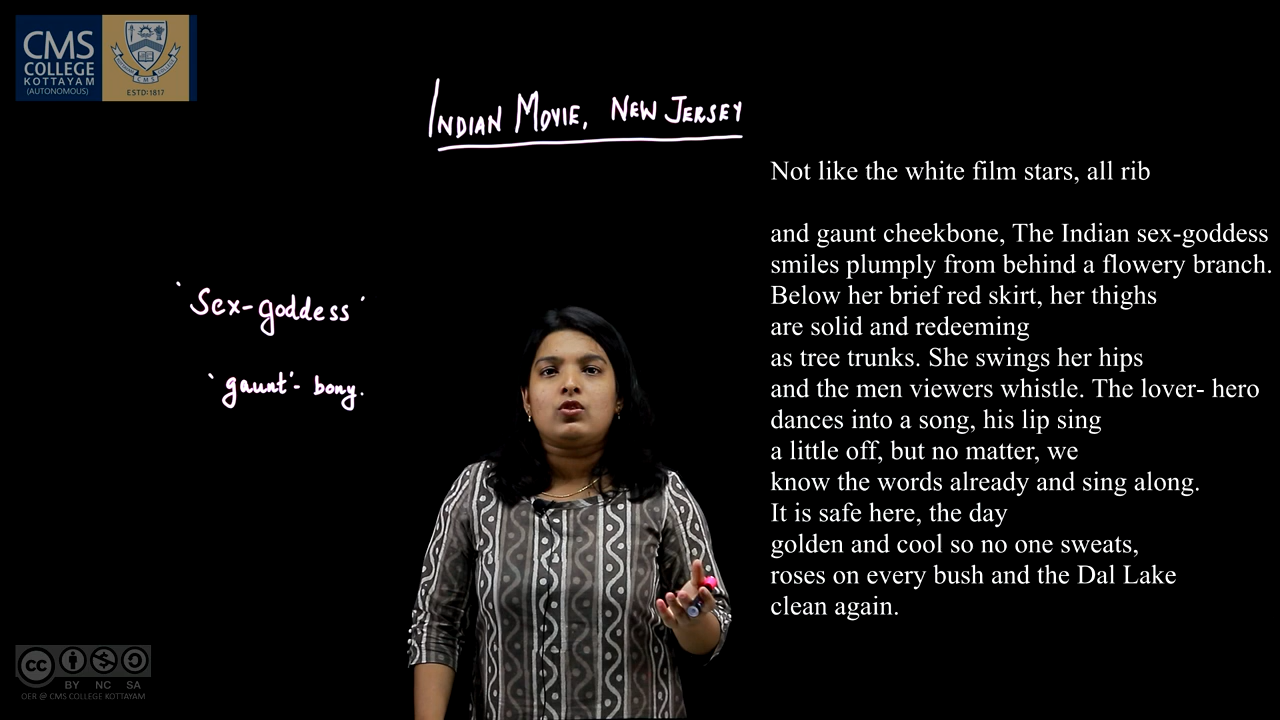 CMS
COLLEGE
KOTTAYAM
(AUTONOMOUS)
ESTD:1817
INDIAN MOVIE, NEW JERSEY
'Sex-goddess'
'gaunt'- bony.
Not like the white film stars, all rib
and gaunt cheekbone, The Indian sex-goddess
smiles plumply from behind a flowery branch.
Below her brief red skirt, her thighs
are solid and redeeming
as tree trunks. She swings her hips
and the men viewers whistle. The lover- hero
dances into a song, his lip sing
a little off, but no matter, we
know the words already and sing along.
It is safe here, the day
golden and cool so no one sweats,
roses on every bush and the Dal Lake
clean again.
cc
BY NC SA
OER @ CMS COLLEGE KOTTAYAM